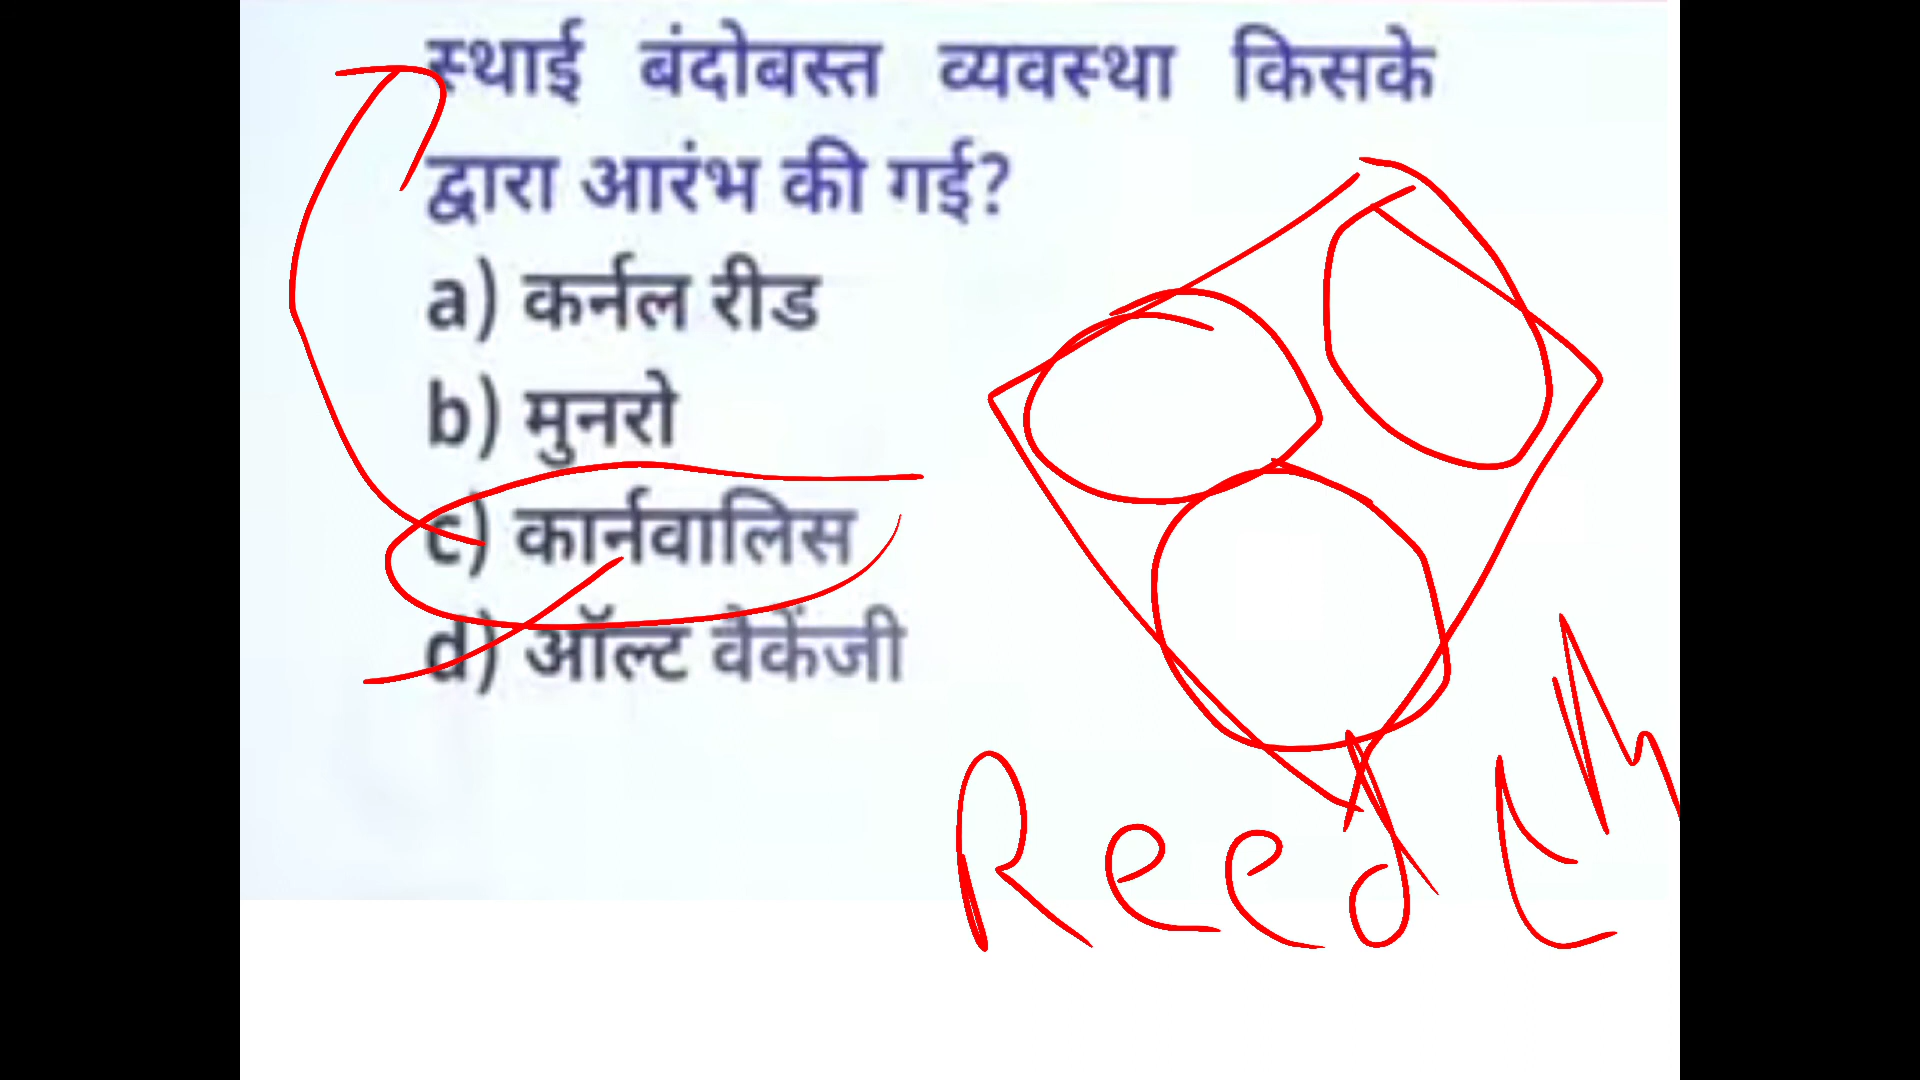 स्थाई बंदोबस्त व्यवस्था किसके
द्वारा आरंभ की गई?
a) कर्नल रीड
b) मुनरो
c) कार्नवालिस
d) ऑल्ट वेकेंजी
Reed